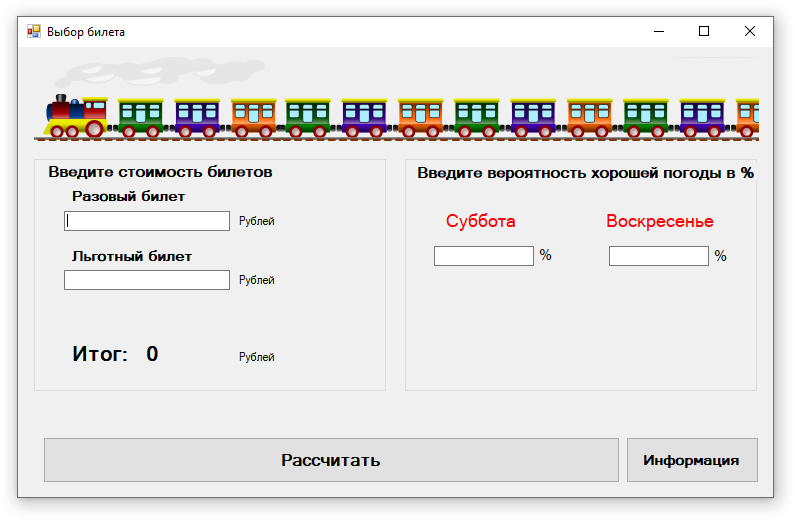 Выбор билета
Введите стоимость билетов
Разовый билет
Рублей
Льготный билет
Рублей
Итог: 0 Рублей
Введите вероятность хорошей погоды в %
Суббота Воскресенье
% %
Рассчитать Информация